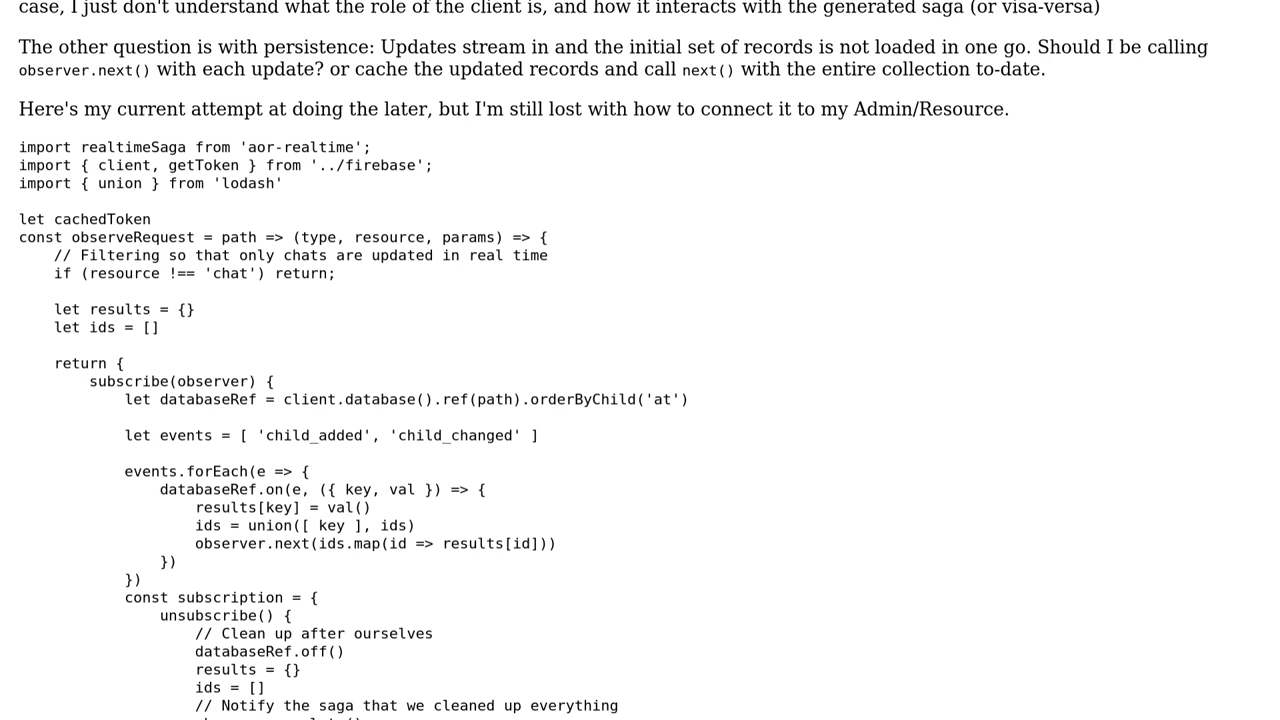 case, I just don't understand what the role of the client is, and how it interacts with the generated saga (or visa-versa)
The other question is with persistence: Updates stream in and the initial set of records is not loaded in one go. Should I be calling
observer.next() with each update? or cache the updated records and call next() with the entire collection to-date.
Here's my current attempt at doing the later, but I'm still lost with how to connect it to my Admin/Resource.
import realtimeSaga from 'aor-realtime';
import { client, getToken } from '../firebase';
import { union } from 'lodash'
let cachedToken
const observeRequest = path => (type, resource, params) => {
    // Filtering so that only chats are updated in real time
    if (resource !== 'chat') return;
    let results = {}
    let ids = []
    return {
        subscribe(observer) {
            let databaseRef = client.database().ref(path).orderByChild('at')
            let events = [ 'child_added', 'child_changed' ]
            events.forEach(e => {
                databaseRef.on(e, ({ key, val }) => {
                    results[key] = val()
                    ids = union([ key ], ids)
                    observer.next(ids.map(id => results[id]))
                })
            })
            const subscription = {
                unsubscribe() {
                    // Clean up after ourselves
                    databaseRef.off()
                    results = {}
                    ids = []
                    // Notify the saga that we cleaned up everything